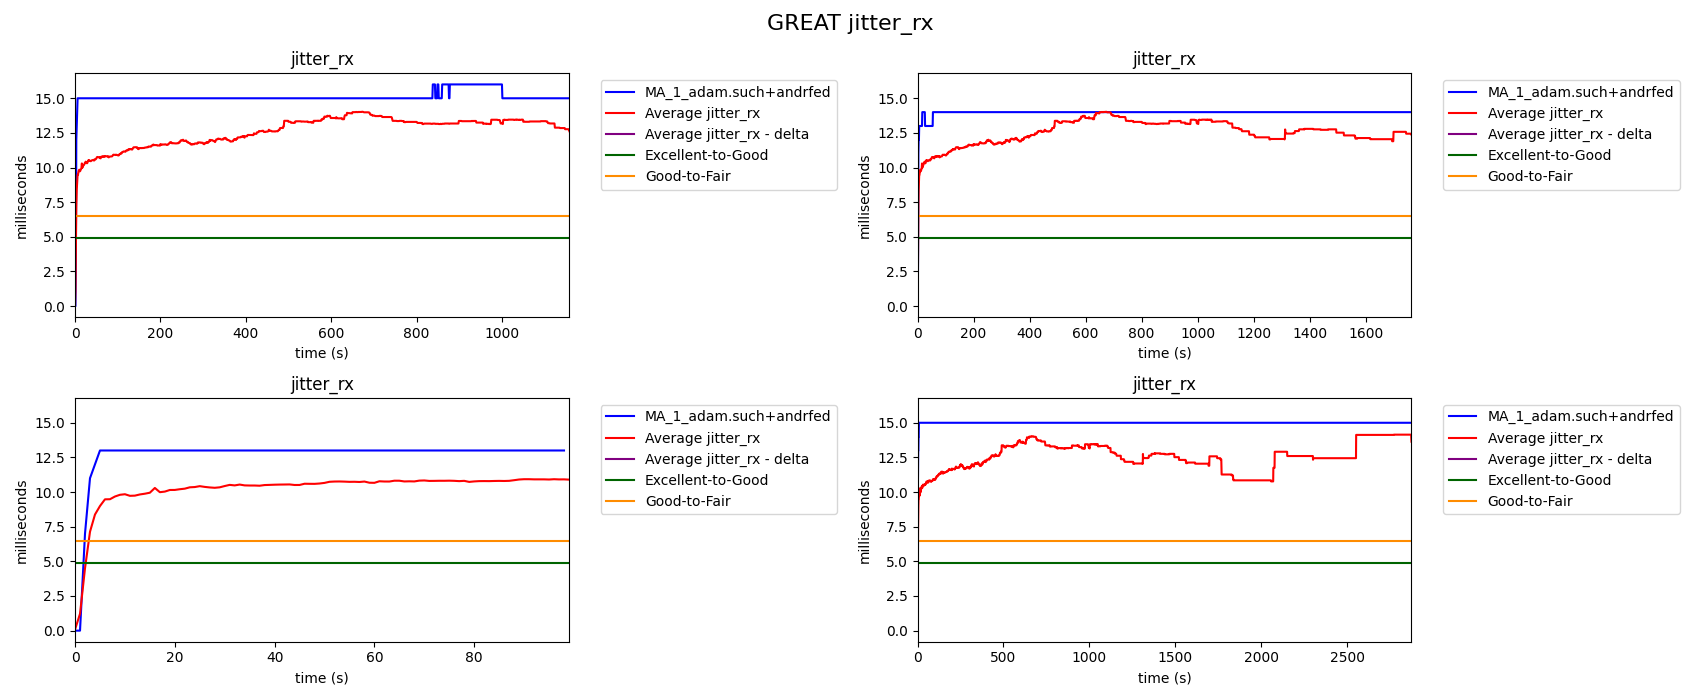 GREAT jitter_rx
jitter_rx
milliseconds
15.0
12.5
10.0
7.5
5.0
2.5
0.0
0 200 400 600 800 1000
time (s)
MA_1_adam.such+andrfed
Average jitter_rx
Average jitter_rx - delta
Excellent-to-Good
Good-to-Fair
jitter_rx
milliseconds
15.0
12.5
10.0
7.5
5.0
2.5
0.0
0 200 400 600 800 1000 1200 1400 1600
time (s)
MA_1_adam.such+andrfed
Average jitter_rx
Average jitter_rx - delta
Excellent-to-Good
Good-to-Fair
jitter_rx
milliseconds
15.0
12.5
10.0
7.5
5.0
2.5
0.0
0 20 40 60 80
time (s)
MA_1_adam.such+andrfed
Average jitter_rx
Average jitter_rx - delta
Excellent-to-Good
Good-to-Fair
jitter_rx
milliseconds
15.0
12.5
10.0
7.5
5.0
2.5
0.0
0 500 1000 1500 2000 2500
time (s)
MA_1_adam.such+andrfed
Average jitter_rx
Average jitter_rx - delta
Excellent-to-Good
Good-to-Fair